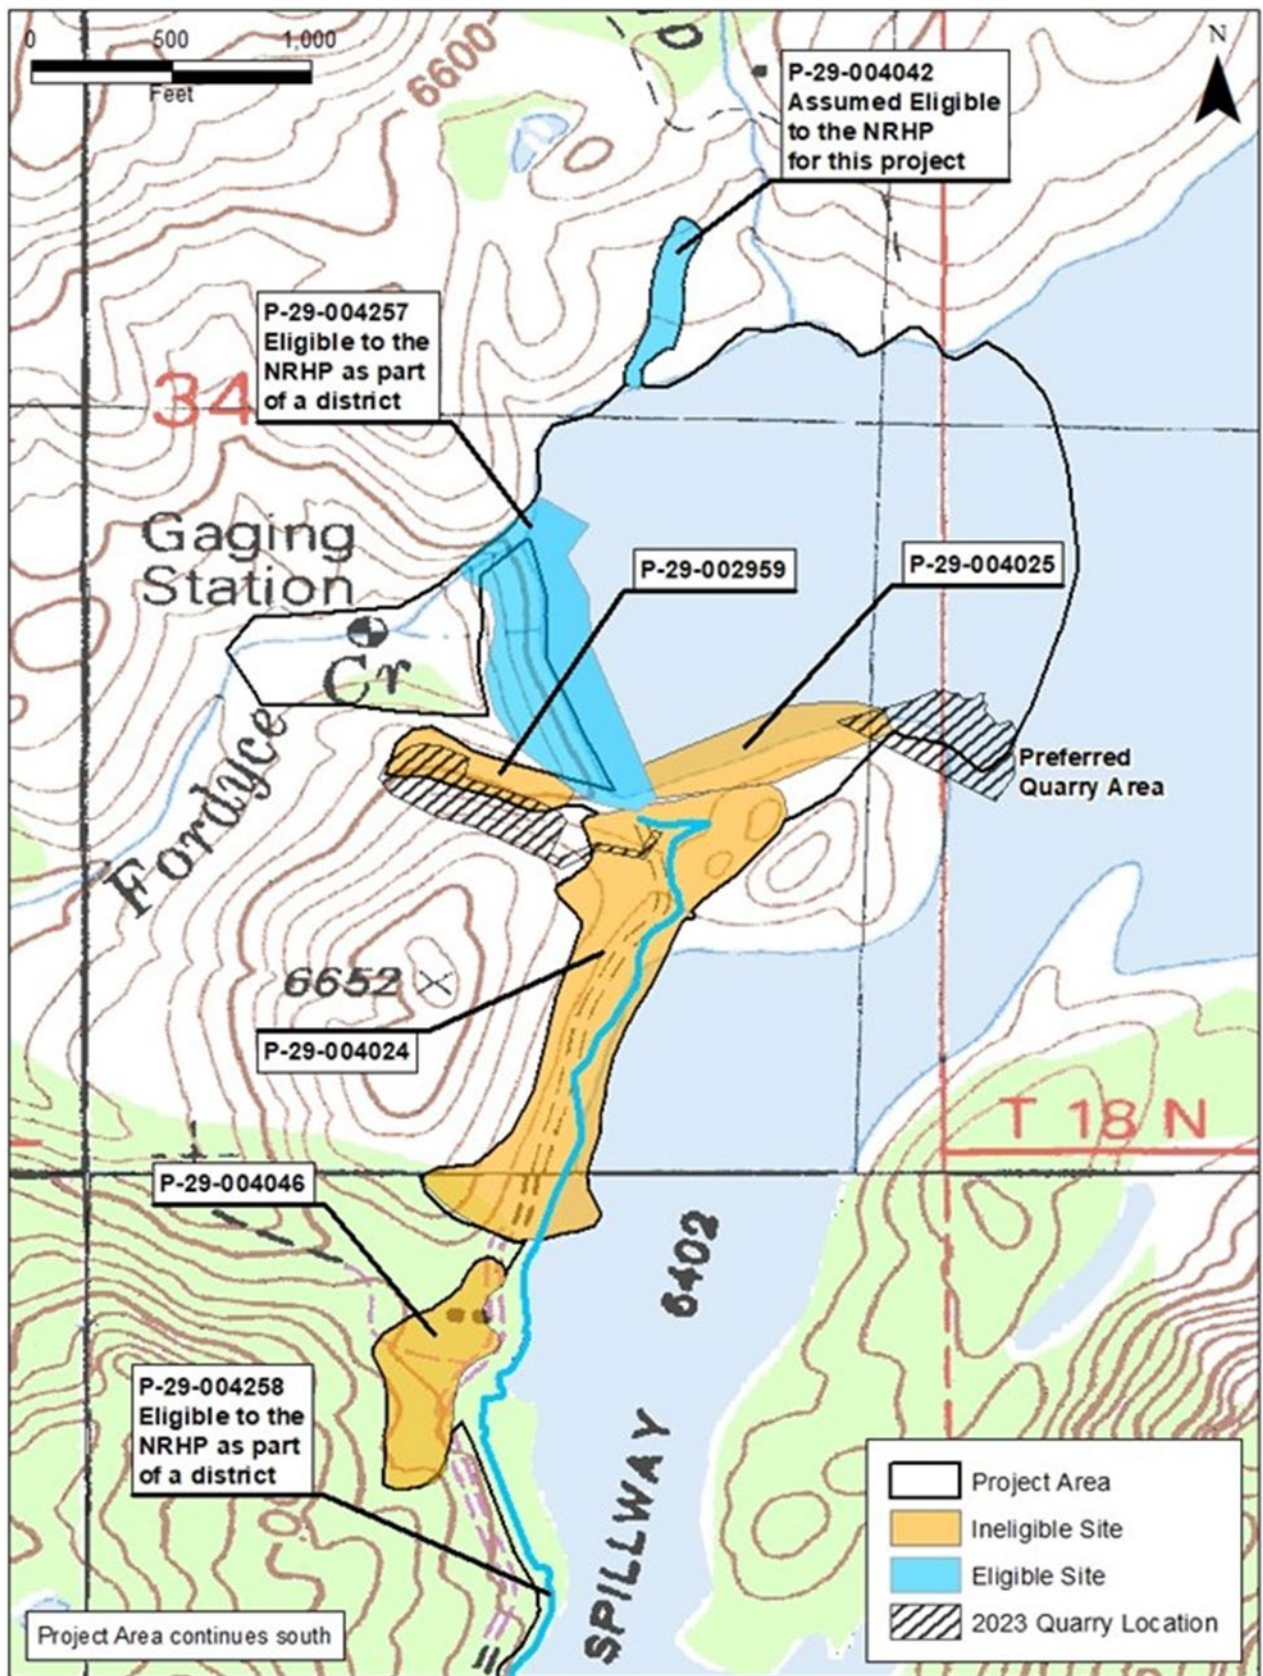 0 500 1,000
Feet
N
6600
P-29-004042
Assumed Eligible
to the NRHP
for this project
P-29-004257
Eligible to the
NRHP as part
of a district
34
Gaging
Station
P-29-002959
P-29-004025
Cr
Fordyce
Preferred
Quarry Area
6652
P-29-004024
T 18 N
P-29-004046
6402
P-29-004258
Eligible to the
NRHP as part
of a district
SPILLWAY
Project Area
Ineligible Site
Eligible Site
2023 Quarry Location
Project Area continues south